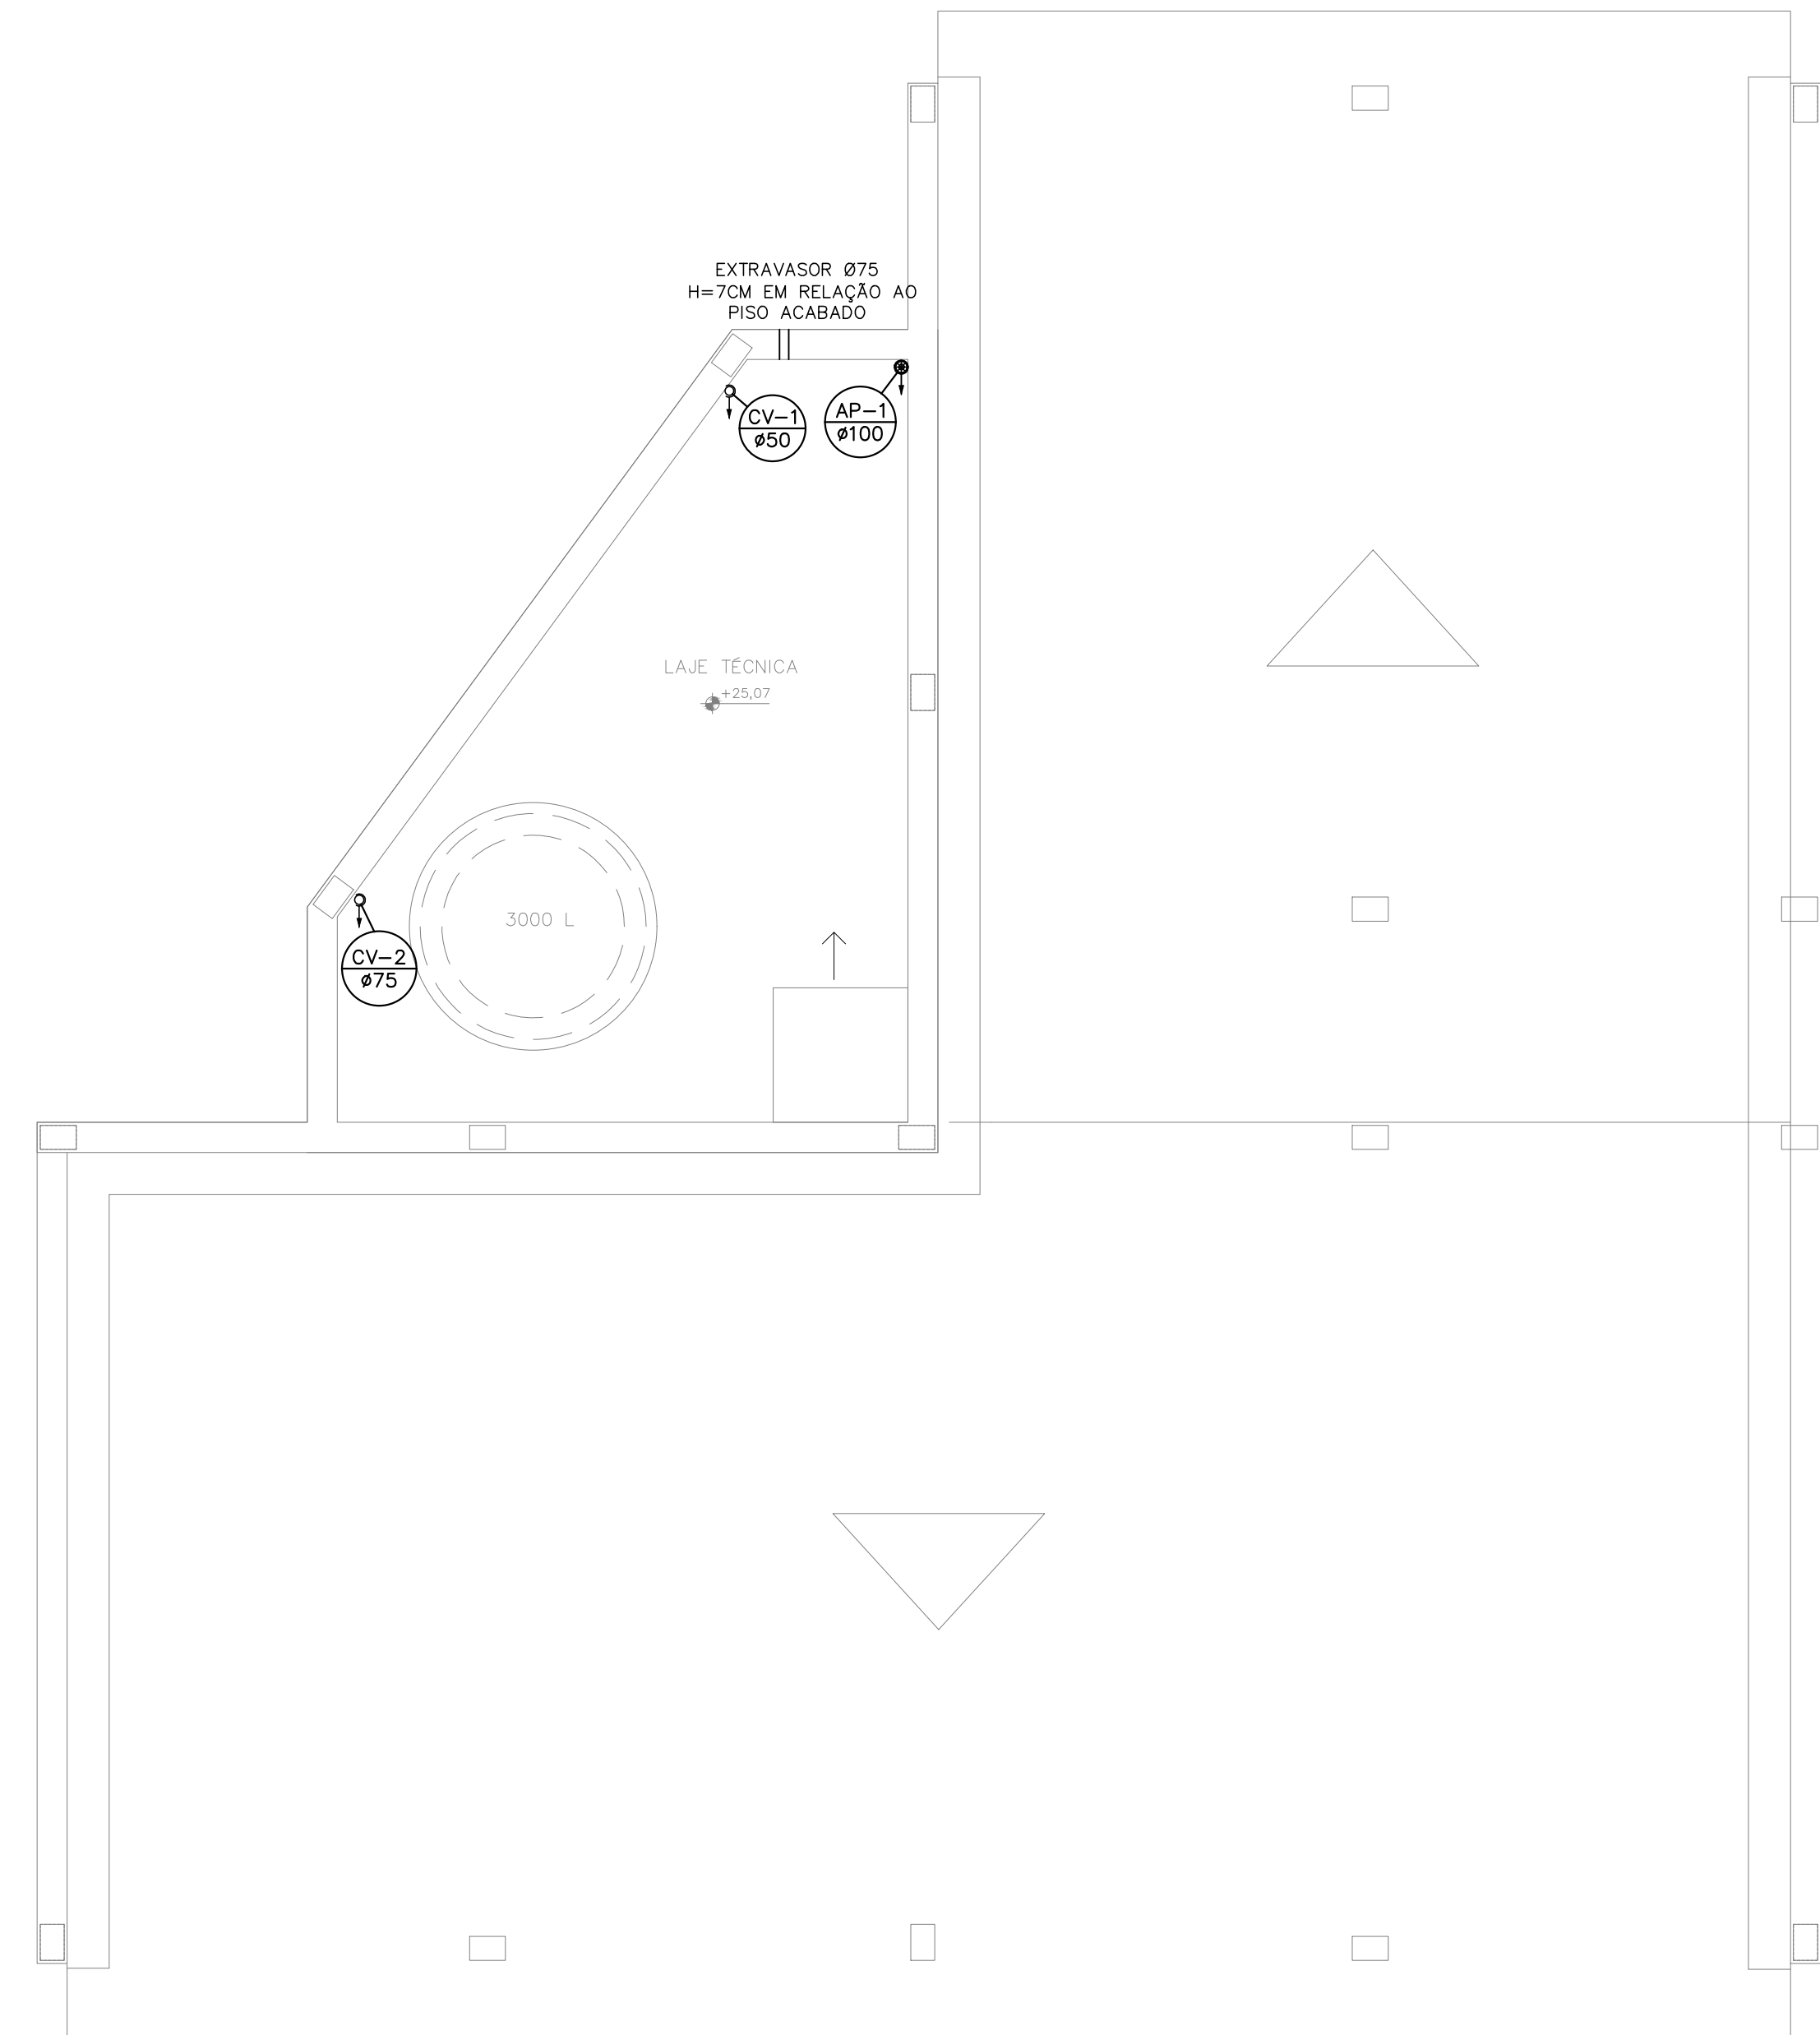 EXTRAVASOR Ø75
H=7CM EM RELAÇÃO AO
PISO ACABADO
CV-1
ø50
AP-1
ø100
LAJE TÉCNICA
+25,07
3000 L
CV-2
ø75